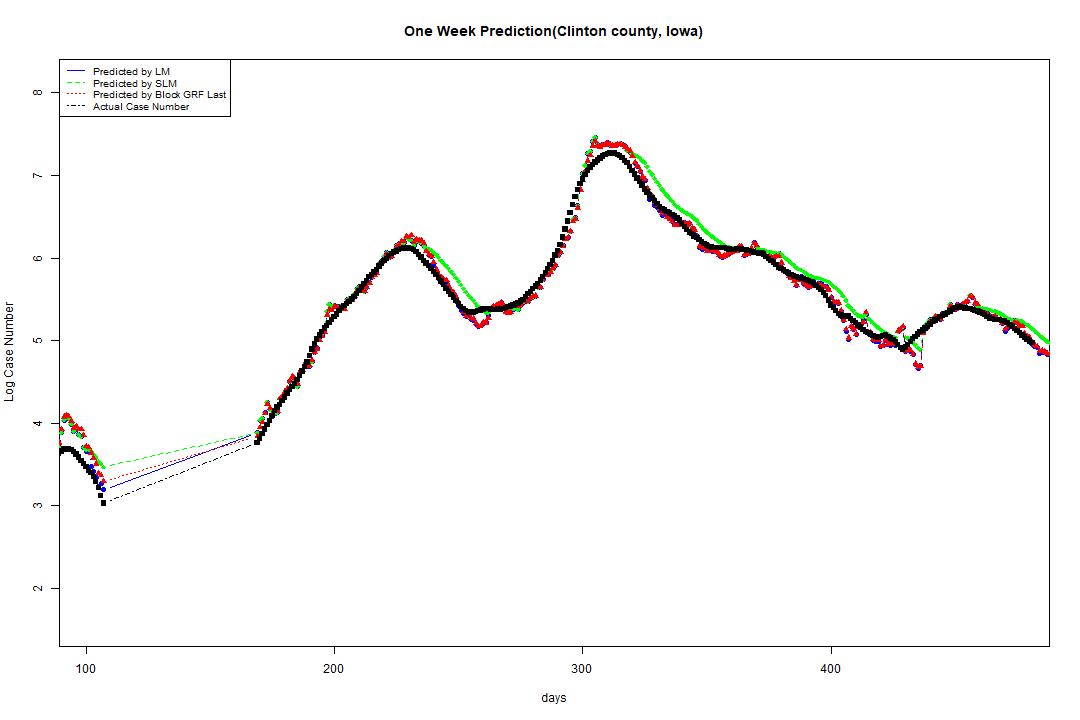 One Week Prediction(Clinton county, Iowa)
Predicted by LM
Predicted by SLM
Predicted by Block GRF Last
Actual Case Number
8
7
6
5
4
3
2
Log Case Number
100 200 300 400
days